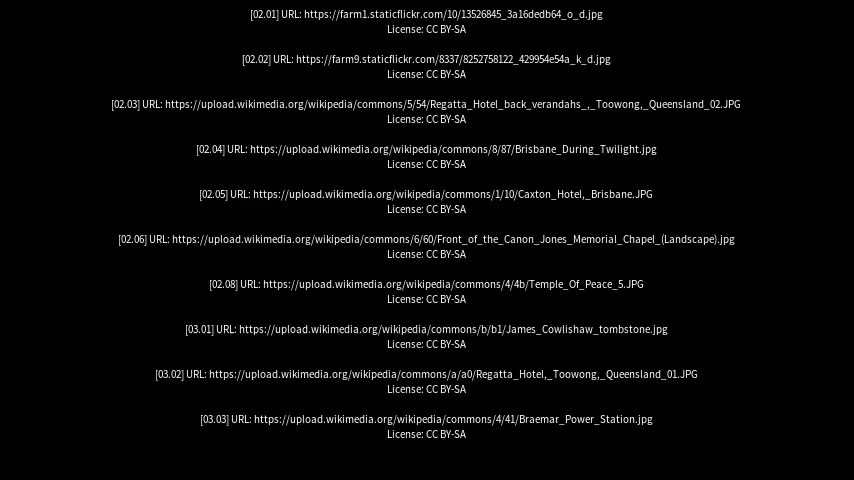 [02.01] URL: https://farm1.staticflickr.com/10/13526845_3a16dedb64_o_d.jpg
License: CC BY-SA
[02.02] URL: https://farm9.staticflickr.com/8337/8252758122_429954e54a_k_d.jpg
License: CC BY-SA
[02.03] URL: https://upload.wikimedia.org/wikipedia/commons/5/54/Regatta_Hotel_back_verandahs_,_Toowong,_Queensland_02.JPG
License: CC BY-SA
[02.04] URL: https://upload.wikimedia.org/wikipedia/commons/8/87/Brisbane_During_Twilight.jpg
License: CC BY-SA
[02.05] URL: https://upload.wikimedia.org/wikipedia/commons/1/10/Caxton_Hotel,_Brisbane.JPG
License: CC BY-SA
[02.06] URL: https://upload.wikimedia.org/wikipedia/commons/6/60/Front_of_the_Canon_Jones_Memorial_Chapel_(Landscape).jpg
License: CC BY-SA
[02.08] URL: https://upload.wikimedia.org/wikipedia/commons/4/4b/Temple_Of_Peace_5.JPG
License: CC BY-SA
[03.01] URL: https://upload.wikimedia.org/wikipedia/commons/b/b1/James_Cowlishaw_tombstone.jpg
License: CC BY-SA
[03.02] URL: https://upload.wikimedia.org/wikipedia/commons/a/a0/Regatta_Hotel,_Toowong,_Queensland_01.JPG
License: CC BY-SA
[03.03] URL: https://upload.wikimedia.org/wikipedia/commons/4/41/Braemar_Power_Station.jpg
License: CC BY-SA